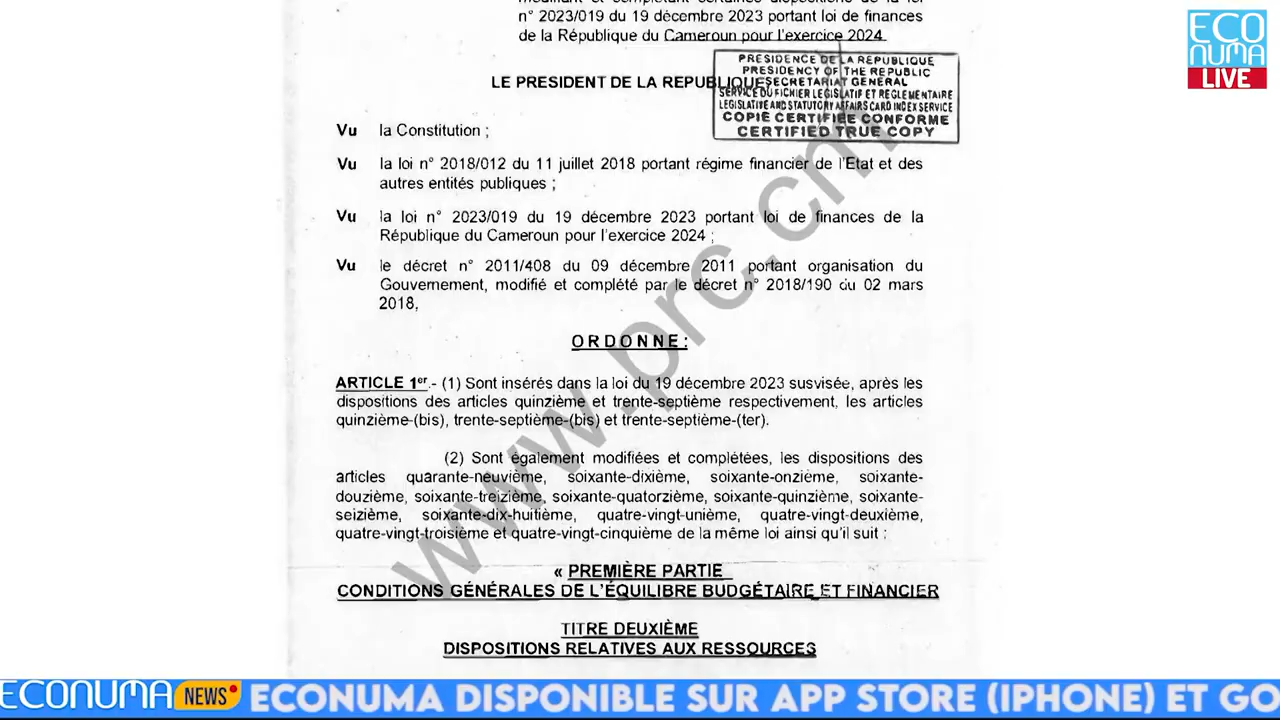 modifiant et complétant certaines dispositions de la loi
n° 2023/019 du 19 décembre 2023 portant loi de finances
de la République du Cameroun pour l'exercice 2024
ECO
NUMA
LIVE
PRESIDENCE DE LA REPUBLIQUE
PRESIDENCY OF THE REPUBLIC
SECRETARIAT GENERAL
SERVICE DU FICHIER LEGISLATIF ET REGLEMENTAIRE
LEGISLATIVE AND STATUTORY AFFAIRS CARD INDEX SERVICE
COPIE CERTIFIEE CONFORME
CERTIFIED TRUE COPY
LE PRESIDENT DE LA REPUBLIQUE
Vu la Constitution ;
Vu la loi n° 2018/012 du 11 juillet 2018 portant régime financier de l'Etat et des
autres entités publiques ;
Vu la loi n° 2023/019 du 19 décembre 2023 portant loi de finances de la
République du Cameroun pour l'exercice 2024 ;
Vu le décret n° 2011/408 du 09 décembre 2011 portant organisation du
Gouvernement, modifié et complété par le décret n° 2018/190 du 02 mars
2018,
ORDONNE :
ARTICLE 1er.- (1) Sont insérés dans la loi du 19 décembre 2023 susvisée, après les
dispositions des articles quinzième et trente-septième respectivement, les articles
quinzième-(bis), trente-septième-(bis) et trente-septième-(ter).
(2) Sont également modifiées et complétées, les dispositions des
articles quarante-neuvième, soixante-dixième, soixante-onzième, soixante-
douzième, soixante-treizième, soixante-quatorzième, soixante-quinzième, soixante-
seizième, soixante-dix-huitième, quatre-vingt-unième, quatre-vingt-deuxième,
quatre-vingt-troisième et quatre-vingt-cinquième de la même loi ainsi qu'il suit :
« PREMIÈRE PARTIE
CONDITIONS GÉNÉRALES DE L'ÉQUILIBRE BUDGÉTAIRE ET FINANCIER
TITRE DEUXIÈME
DISPOSITIONS RELATIVES AUX RESSOURCES
www.prc.cm
ECONUMA NEWS ECONUMA DISPONIBLE SUR APP STORE (IPHONE) ET GO